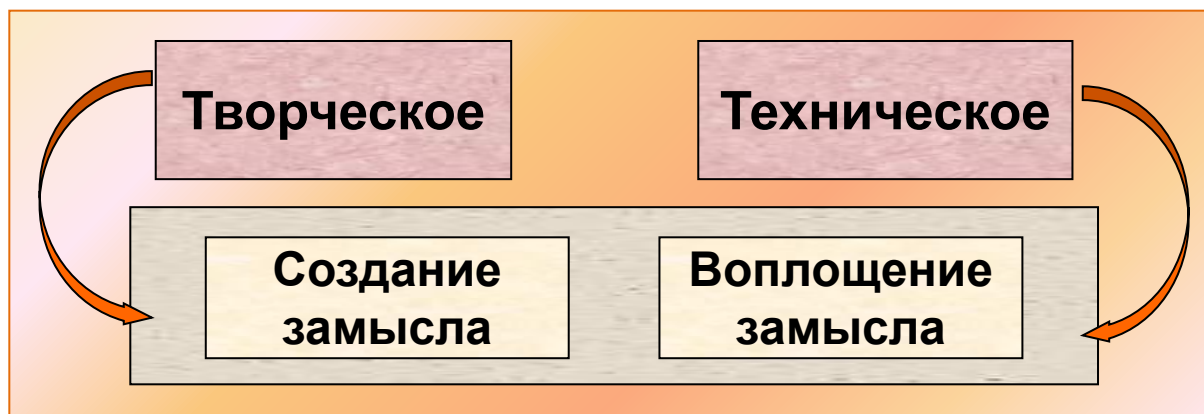 Творческое
Техническое
Создание
замысла
Воплощение
замысла